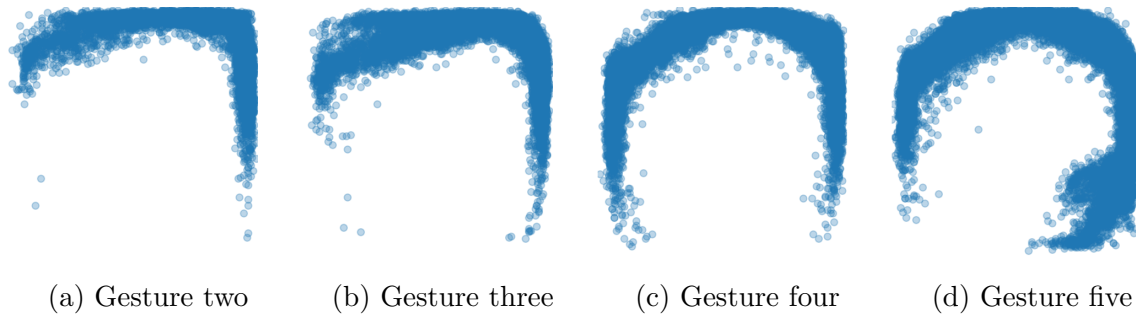 (a) Gesture two
(b) Gesture three
(c) Gesture four
(d) Gesture five